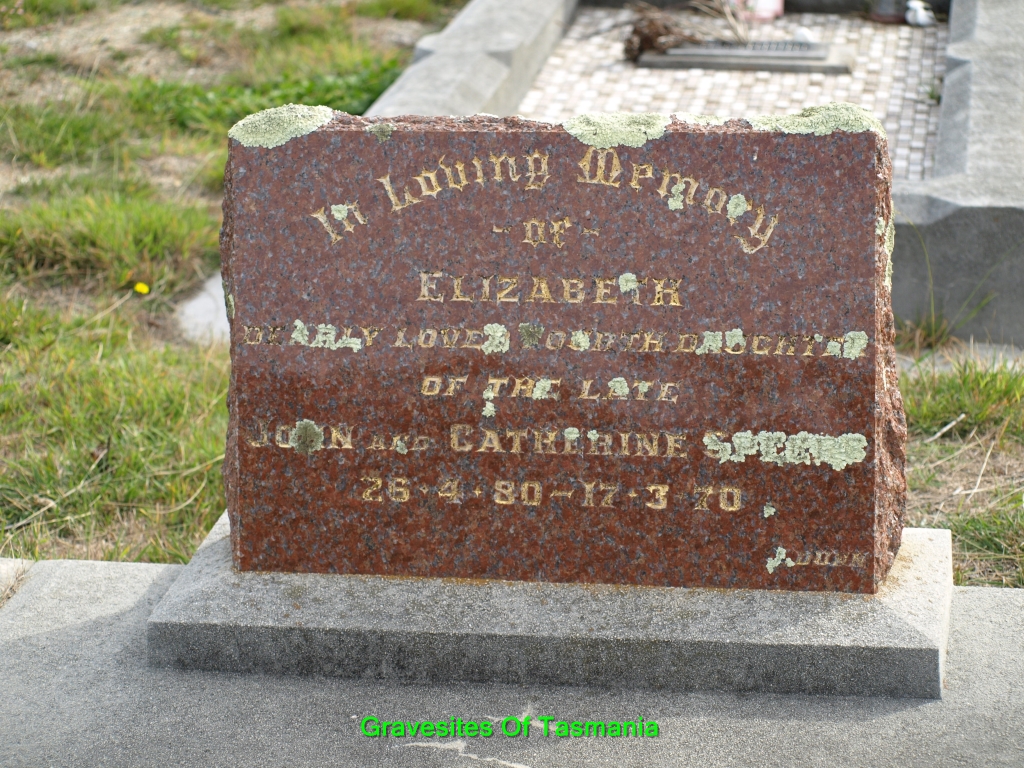 In Loving Memory
- of -
ELIZABETH
DEARLY LOVED FOURTH DAUGHTER
OF THE LATE
JOHN AND CATHERINE
26 · 4 · 80 - 17 · 3 · 70
Gravesites Of Tasmania